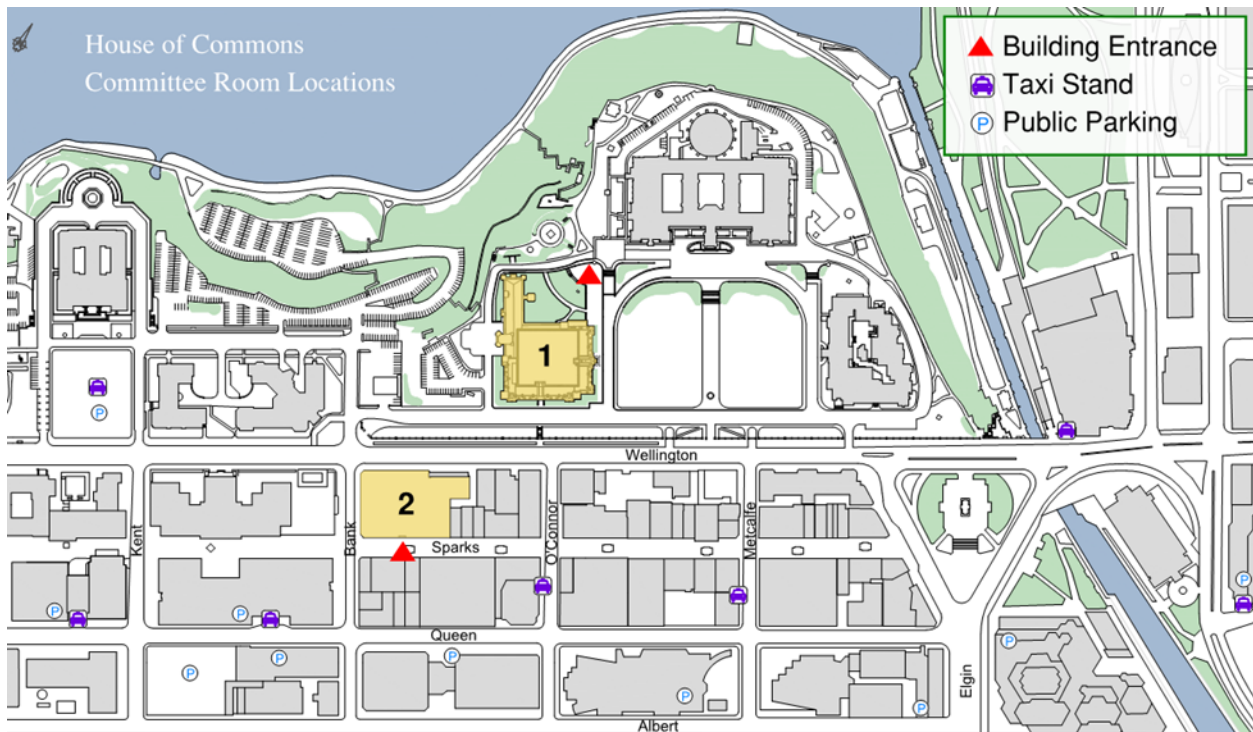 House of Commons
Committee Room Locations
Building Entrance
Taxi Stand
P Public Parking
1
P
Wellington
2
Kent
Bank
Sparks
O'Connor
Metcalfe
P
P
P
Queen
P
P
P
P
Elgin
P
P
Albert